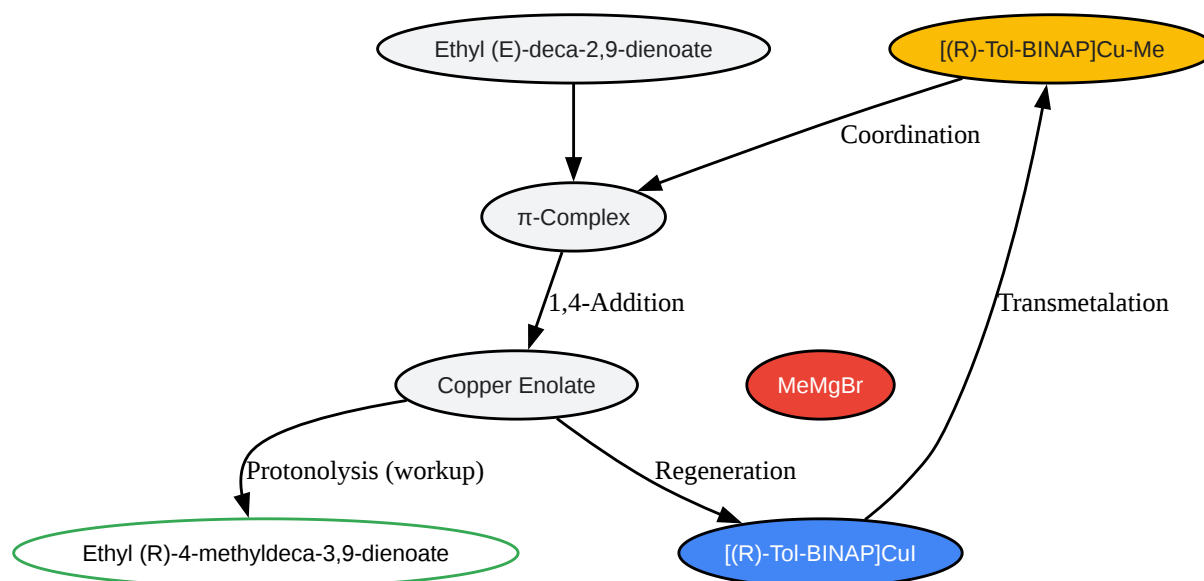 Ethyl (E)-deca-2,9-dienoate
[(R)-Tol-BINAP]Cu-Me
Coordination
π-Complex
1,4-Addition
Transmetalation
Copper Enolate
MeMgBr
Protonolysis (workup)
Regeneration
Ethyl (R)-4-methyldeca-3,9-dienoate
[(R)-Tol-BINAP]CuI